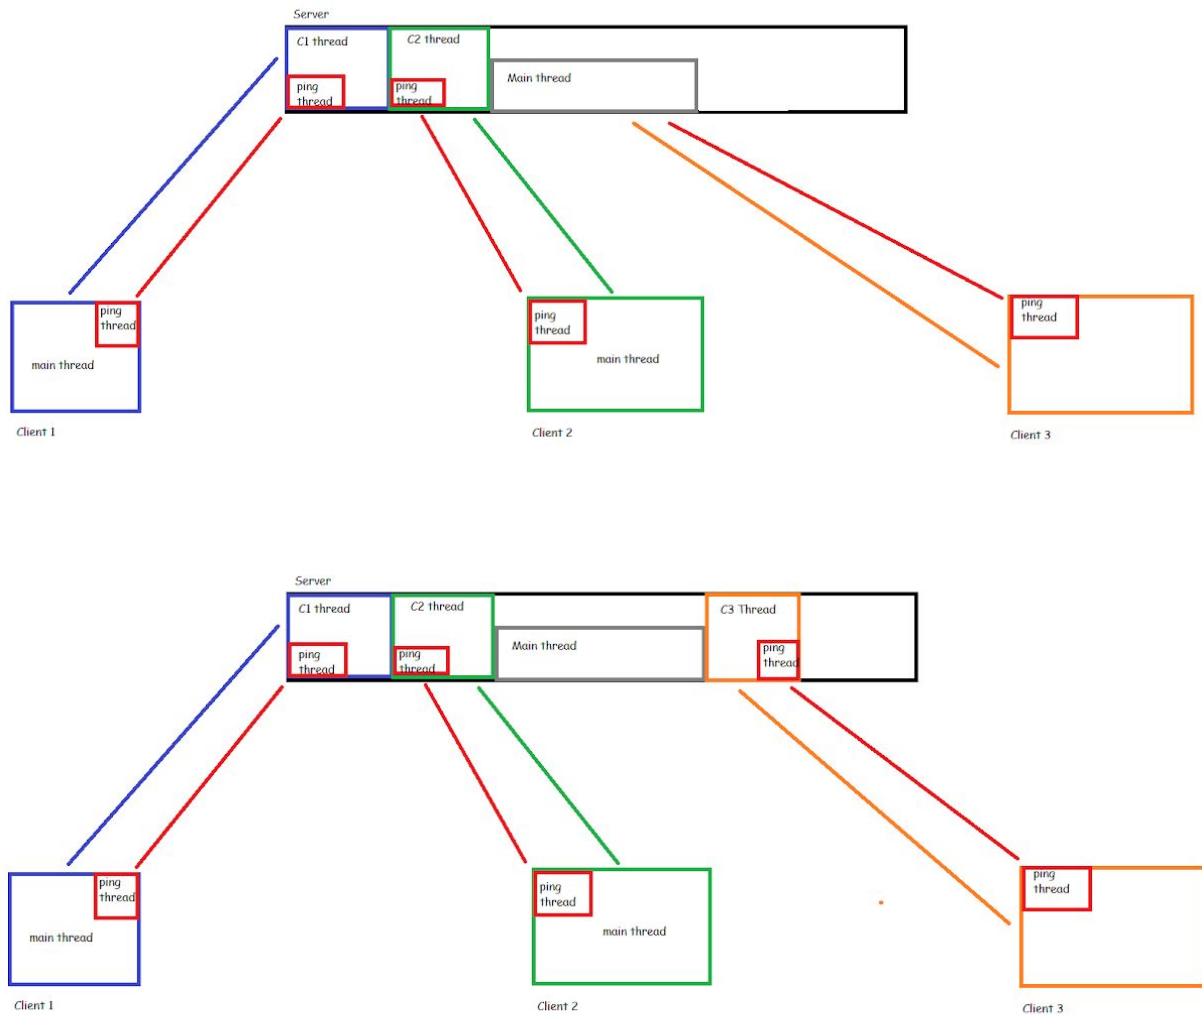 Server
C1 thread
C2 thread
Main thread
ping
thread
ping
thread
ping
thread
main thread
ping
thread
main thread
ping
thread
Client 1
Client 2
Client 3
Server
C1 thread
C2 thread
C3 Thread
Main thread
ping
thread
ping
thread
ping
thread
ping
thread
main thread
ping
thread
main thread
ping
thread
Client 1
Client 2
Client 3